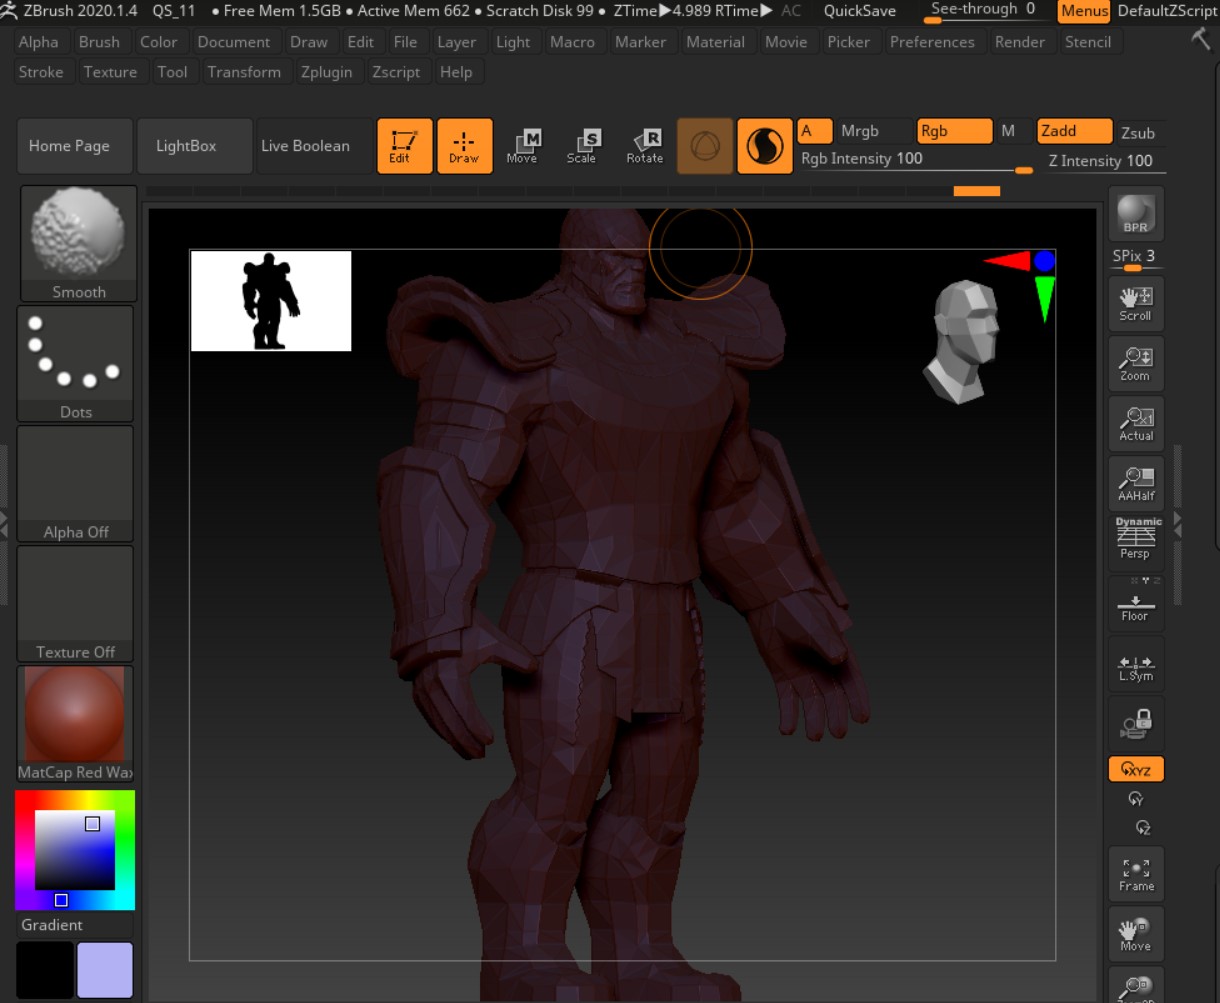 ZBrush 2020.1.4 QS_11 • Free Mem 1.5GB • Active Mem 662 • Scratch Disk 99 • ZTime▶4.989 RTime▶ AC QuickSave See-through 0 Menus DefaultZScript
Alpha Brush Color Document Draw Edit File Layer Light Macro Marker Material Movie Picker Preferences Render Stencil
Stroke Texture Tool Transform Zplugin Zscript Help
Home Page LightBox Live Boolean Edit Draw Move Scale Rotate A Mrgb Rgb M Zadd Zsub
M S R
Rgb Intensity 100 Z Intensity 100
BPR
SPix 3
Smooth
Scroll
Zoom
Dots
x1
Actual
AAHalf
Alpha Off
Dynamic
Persp
X Y Z
Floor
Texture Off
L.Sym
MatCap Red Wax
XYZ
Y
Z
Frame
Gradient
Move